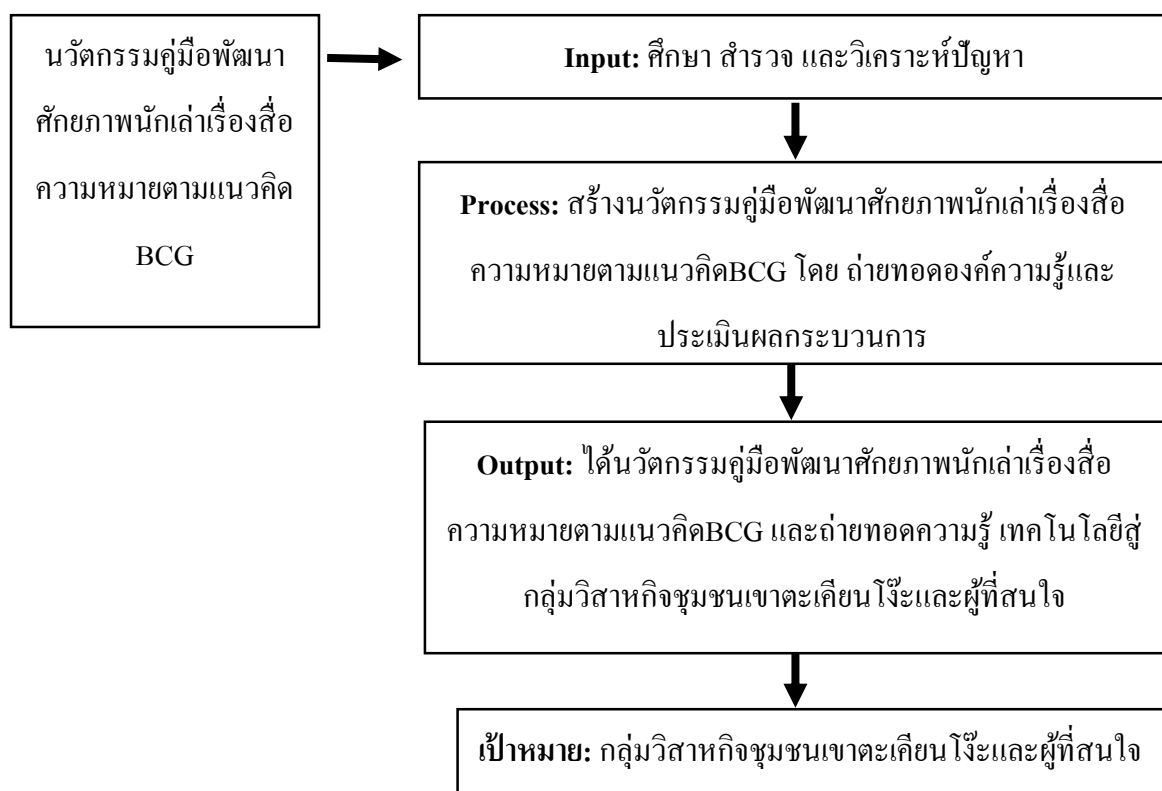 นวัตกรรมคู่มือพัฒนา
ศักยภาพนักเล่าเรื่องสื่อ
ความหมายตามแนวคิด
BCG
Input: ศึกษา สำรวจ และวิเคราะห์ปัญหา
Process: สร้างนวัตกรรมคู่มือพัฒนาศักยภาพนักเล่าเรื่องสื่อ
ความหมายตามแนวคิดBCG โดย ถ่ายทอดองค์ความรู้และ
ประเมินผลกระบวนการ
Output: ได้นวัตกรรมคู่มือพัฒนาศักยภาพนักเล่าเรื่องสื่อ
ความหมายตามแนวคิดBCG และถ่ายทอดความรู้ เทคโนโลยีสู่
กลุ่มวิสาหกิจชุมชนเขาตะเคียนโง๊ะและผู้ที่สนใจ
เป้าหมาย: กลุ่มวิสาหกิจชุมชนเขาตะเคียนโง๊ะและผู้ที่สนใจ